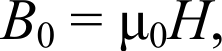 B₀ = μ₀H,